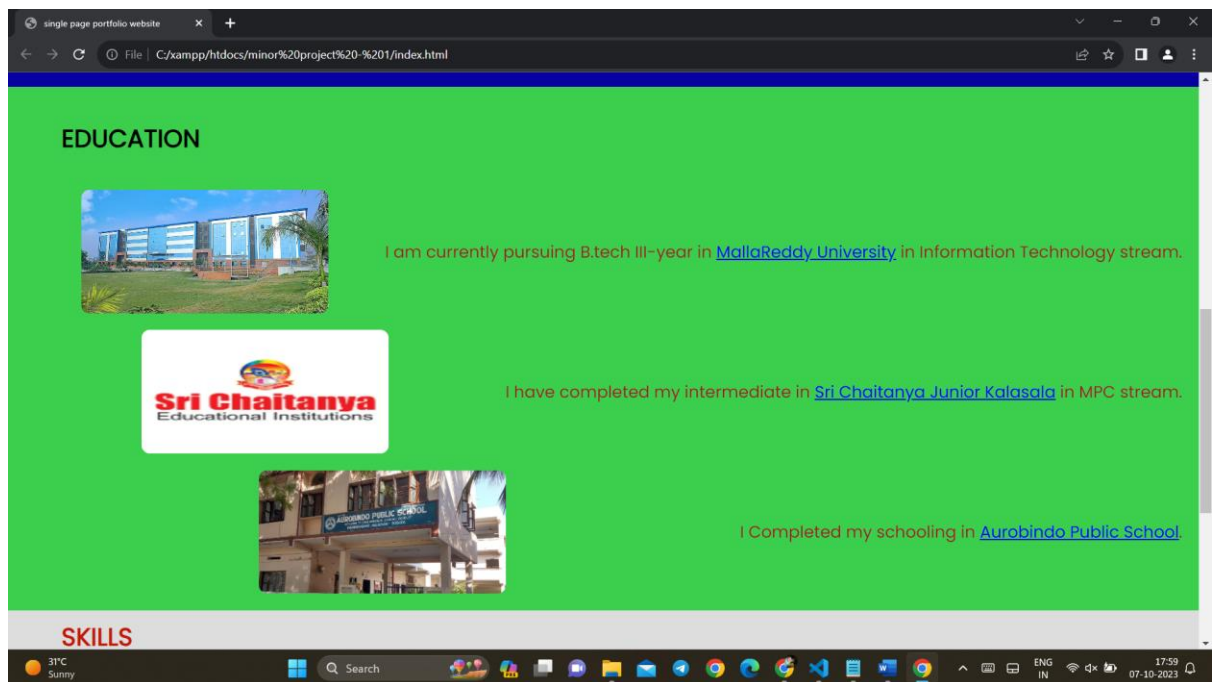 single page portfolio website
File C:/xampp/htdocs/minor%20project%20-%201/index.html
EDUCATION
I am currently pursuing B.tech III-year in MallaReddy University in Information Technology stream.
Sri Chaitanya
Educational Institutions
I have completed my intermediate in Sri Chaitanya Junior Kalasala in MPC stream.
AUROBINDO PUBLIC SCHOOL
I Completed my schooling in Aurobindo Public School.
SKILLS
31°C
Sunny
Search
ENG
IN
17:59
07-10-2023